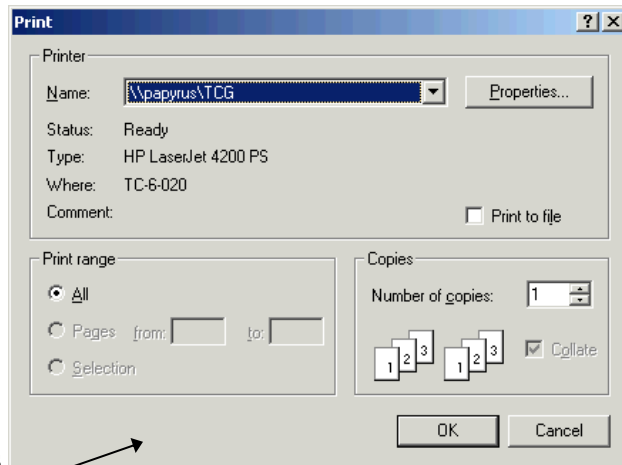 Print
Printer
Name: \\papyrus\TCG Properties...
Status: Ready
Type: HP LaserJet 4200 PS
Where: TC-6-020
Comment: Print to file
Print range
All
Pages from: to:
Selection
Copies
Number of copies: 1
1 2 3 1 2 3 Collate
OK Cancel